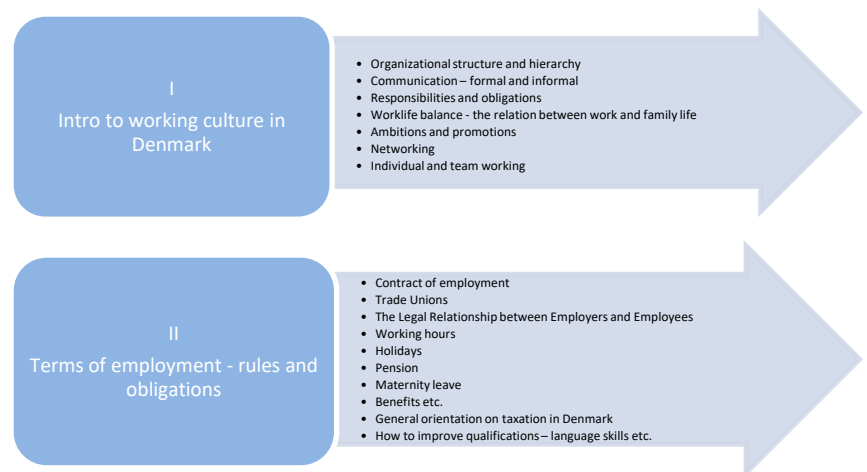 I
Intro to working culture in
Denmark
• Organizational structure and hierarchy
• Communication – formal and informal
• Responsibilities and obligations
• Worklife balance - the relation between work and family life
• Ambitions and promotions
• Networking
• Individual and team working
II
Terms of employment - rules and
obligations
• Contract of employment
• Trade Unions
• The Legal Relationship between Employers and Employees
• Working hours
• Holidays
• Pension
• Maternity leave
• Benefits etc.
• General orientation on taxation in Denmark
• How to improve qualifications – language skills etc.